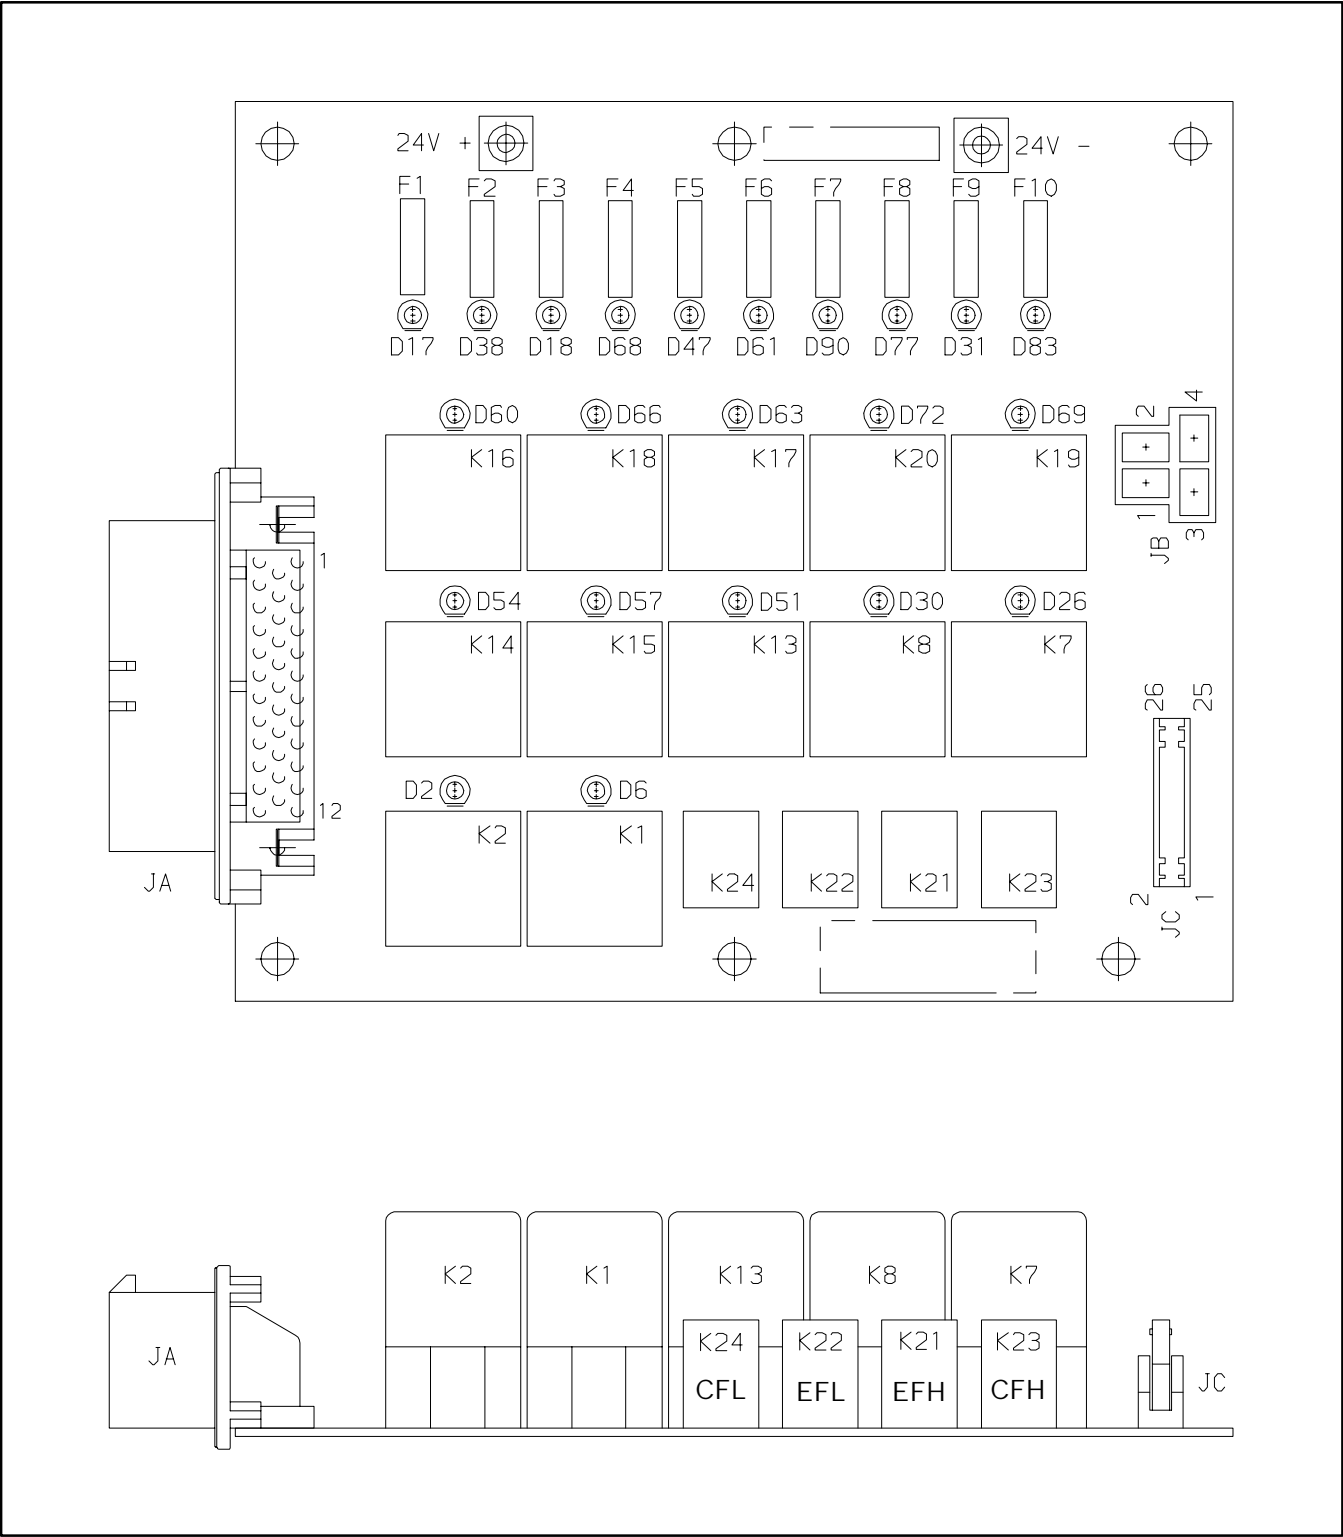 24V + 24V -
F1 F2 F3 F4 F5 F6 F7 F8 F9 F10
D17 D38 D18 D68 D47 D61 D90 D77 D31 D83
D60 D66 D63 D72 D69
K16 K18 K17 K20 K19
2 4
1 3
JB
1
D54 D57 D51 D30 D26
K14 K15 K13 K8 K7
26 25
D2 D6
12
K2 K1
K24 K22 K21 K23
JA
2 1
JC
K2 K1 K13 K8 K7
K24 K22 K21 K23
JA
CFL EFL EFH CFH
JC